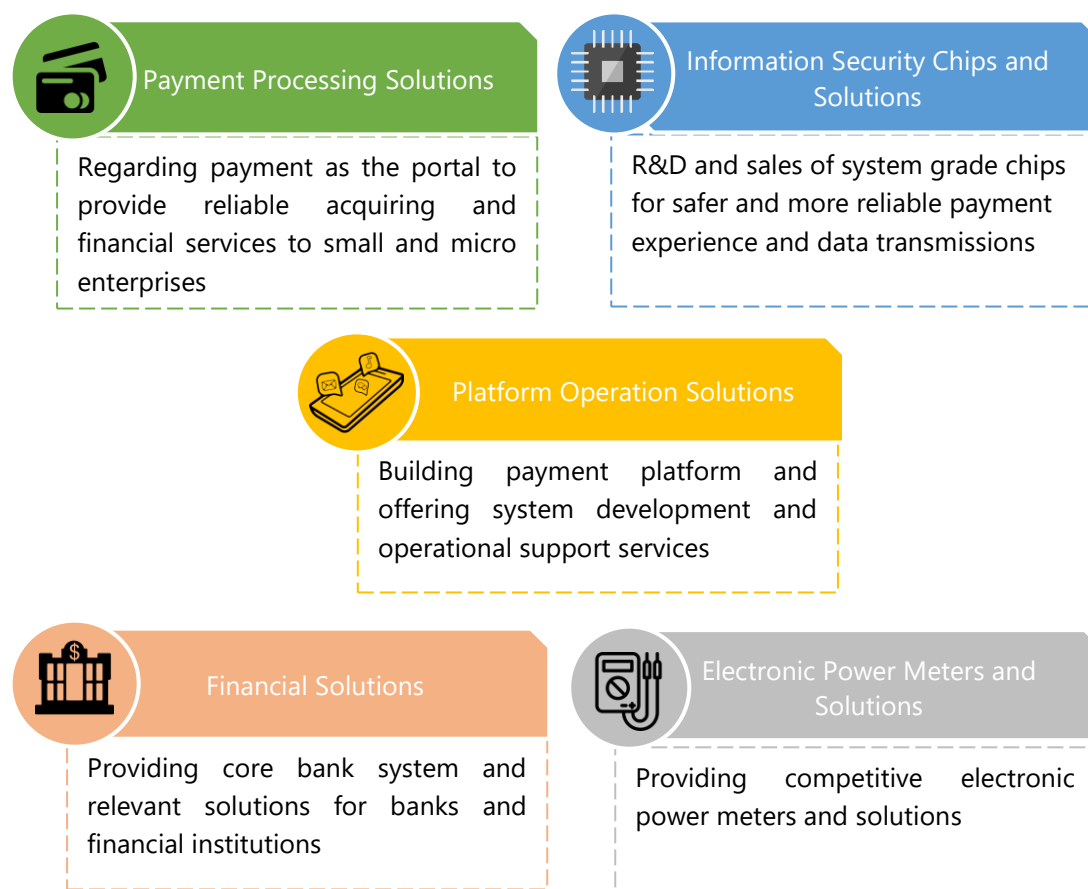 Payment Processing Solutions
Regarding payment as the portal to
provide reliable acquiring and
financial services to small and micro
enterprises
Information Security Chips and
Solutions
R&D and sales of system grade chips
for safer and more reliable payment
experience and data transmissions
Platform Operation Solutions
Building payment platform and
offering system development and
operational support services
$
Financial Solutions
Providing core bank system and
relevant solutions for banks and
financial institutions
Electronic Power Meters and
Solutions
Providing competitive electronic
power meters and solutions